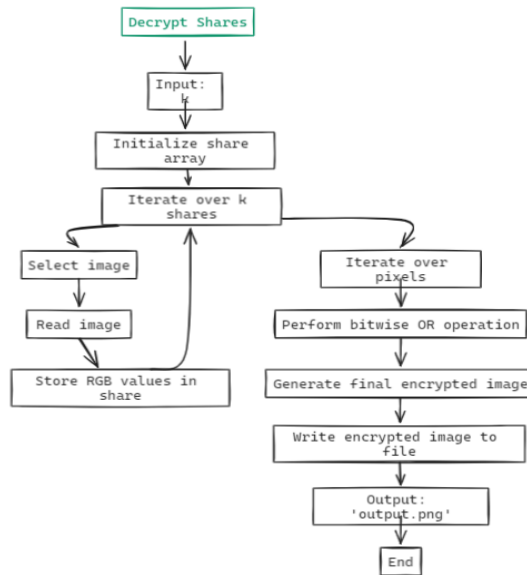 Decrypt Shares
Input:
k
Initialize share
array
Iterate over k
shares
Select image
Read image
Store RGB values in
share
Iterate over
pixels
Perform bitwise OR operation
Generate final encrypted image
Write encrypted image to
file
Output:
'output.png'
End